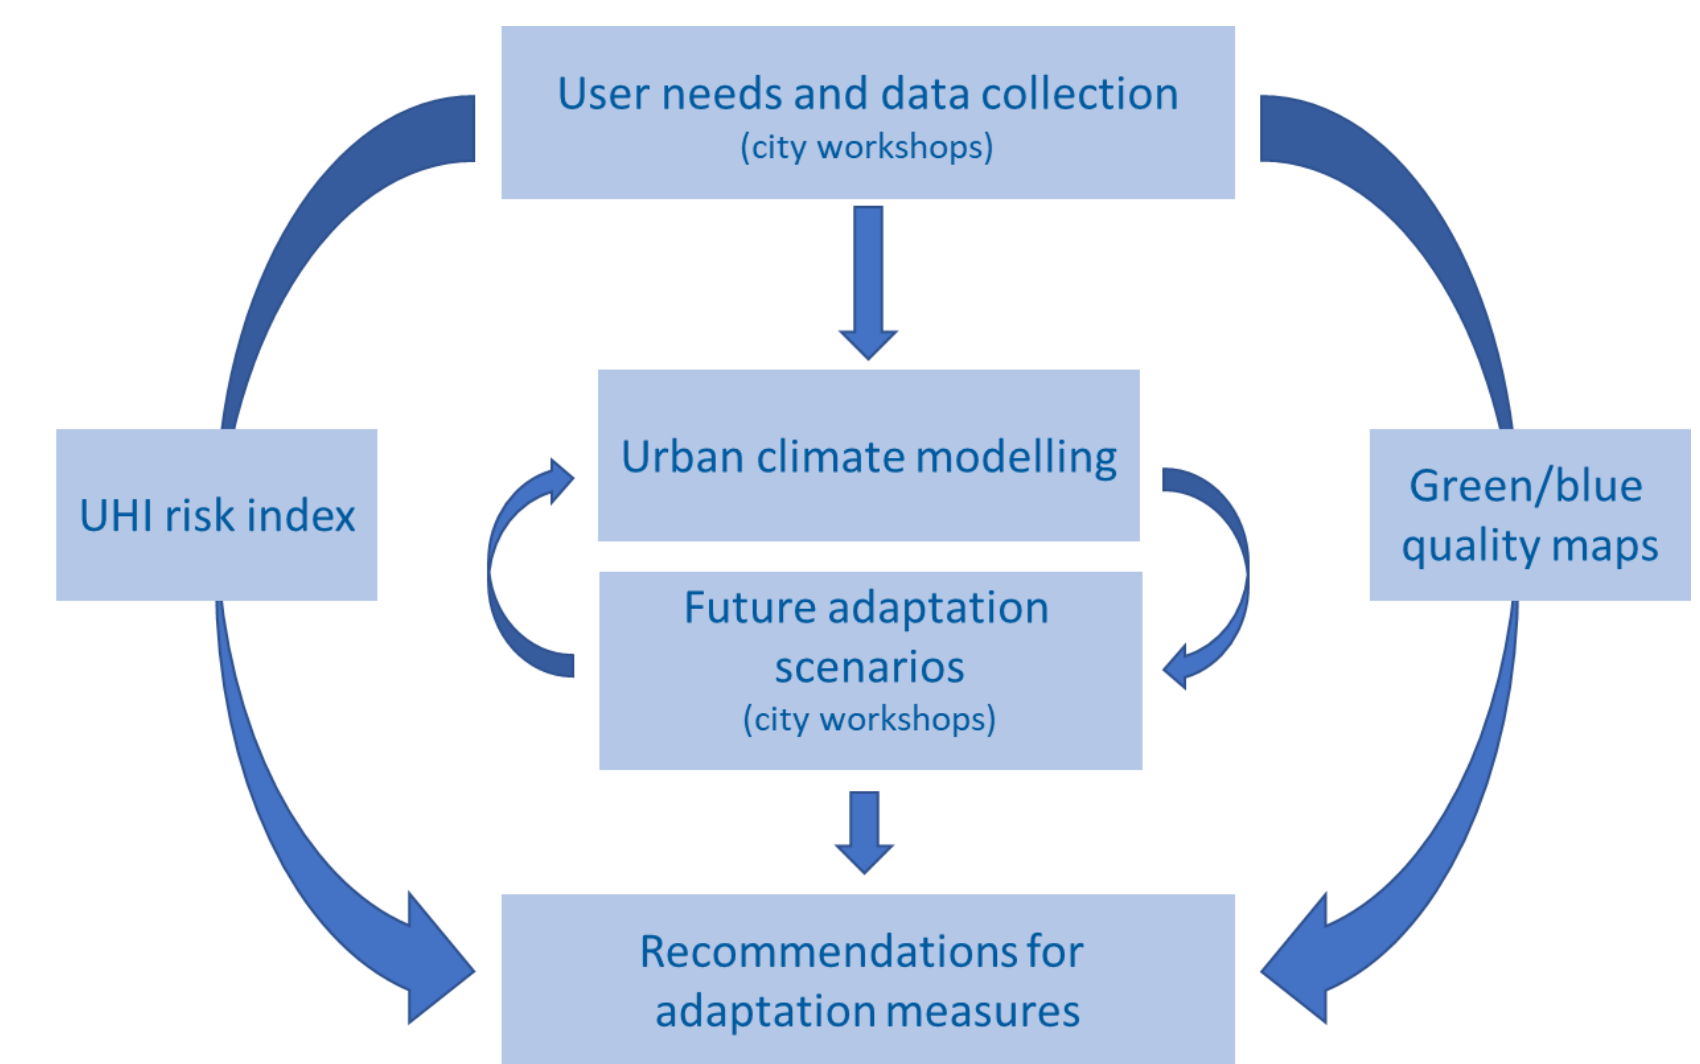 User needs and data collection
(city workshops)
Urban climate modelling
UHI risk index
Green/blue
quality maps
Future adaptation
scenarios
(city workshops)
Recommendations for
adaptation measures